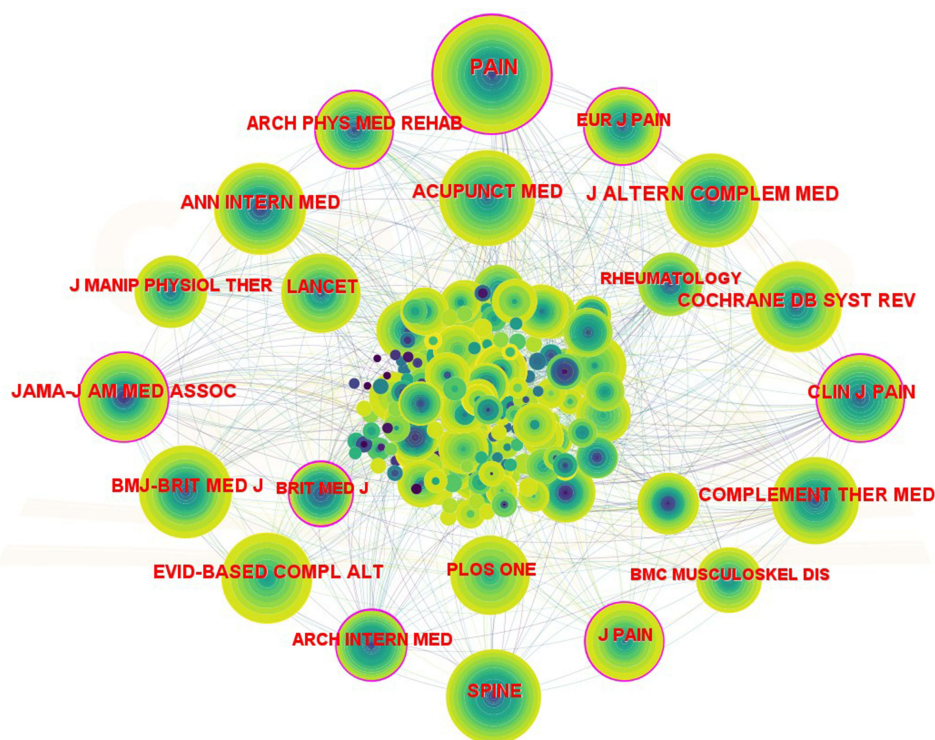 PAIN
ARCH PHYS MED REHAB
EUR J PAIN
ANN INTERN MED
ACUPUNCT MED
J ALTERN COMPLEM MED
J MANIP PHYSIOL THER
LANCET
RHEUMATOLOGY
COCHRANE DB SYST REV
JAMA-J AM MED ASSOC
CLIN J PAIN
BMJ-BRIT MED J
BRIT MED J
COMPLEMENT THER MED
EVID-BASED COMPL ALT
PLOS ONE
BMC MUSCULOSKEL DIS
ARCH INTERN MED
J PAIN
SPINE